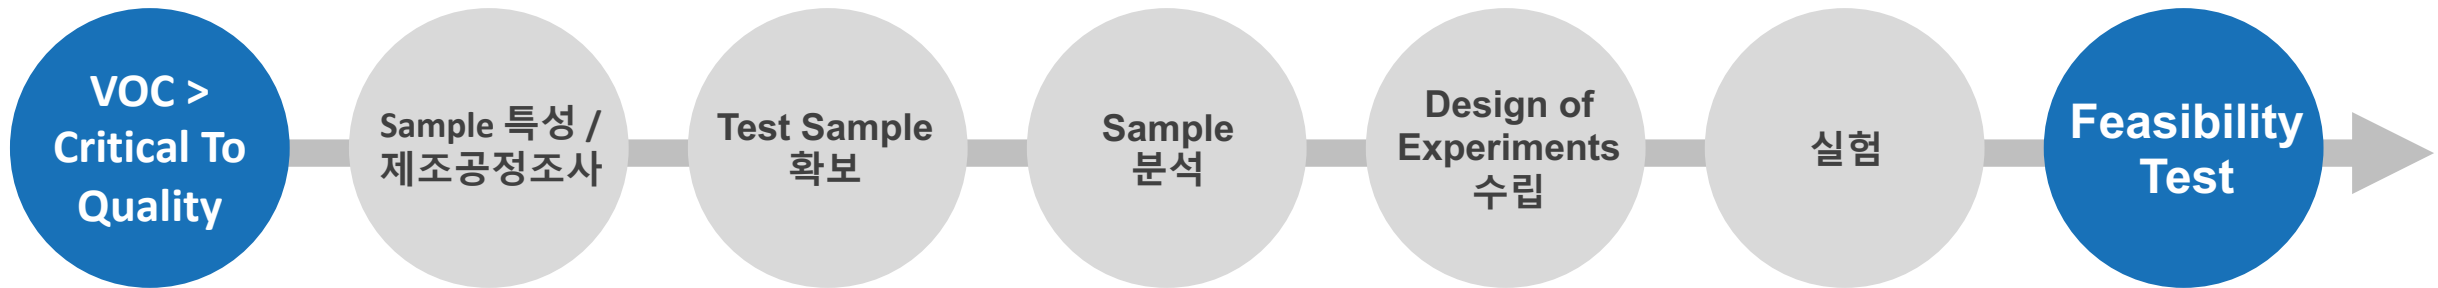 VOC >
Critical To
Quality
Sample 특성 /
제조공정조사
Test Sample
확보
Sample
분석
Design of
Experiments
수립
실험
Feasibility
Test